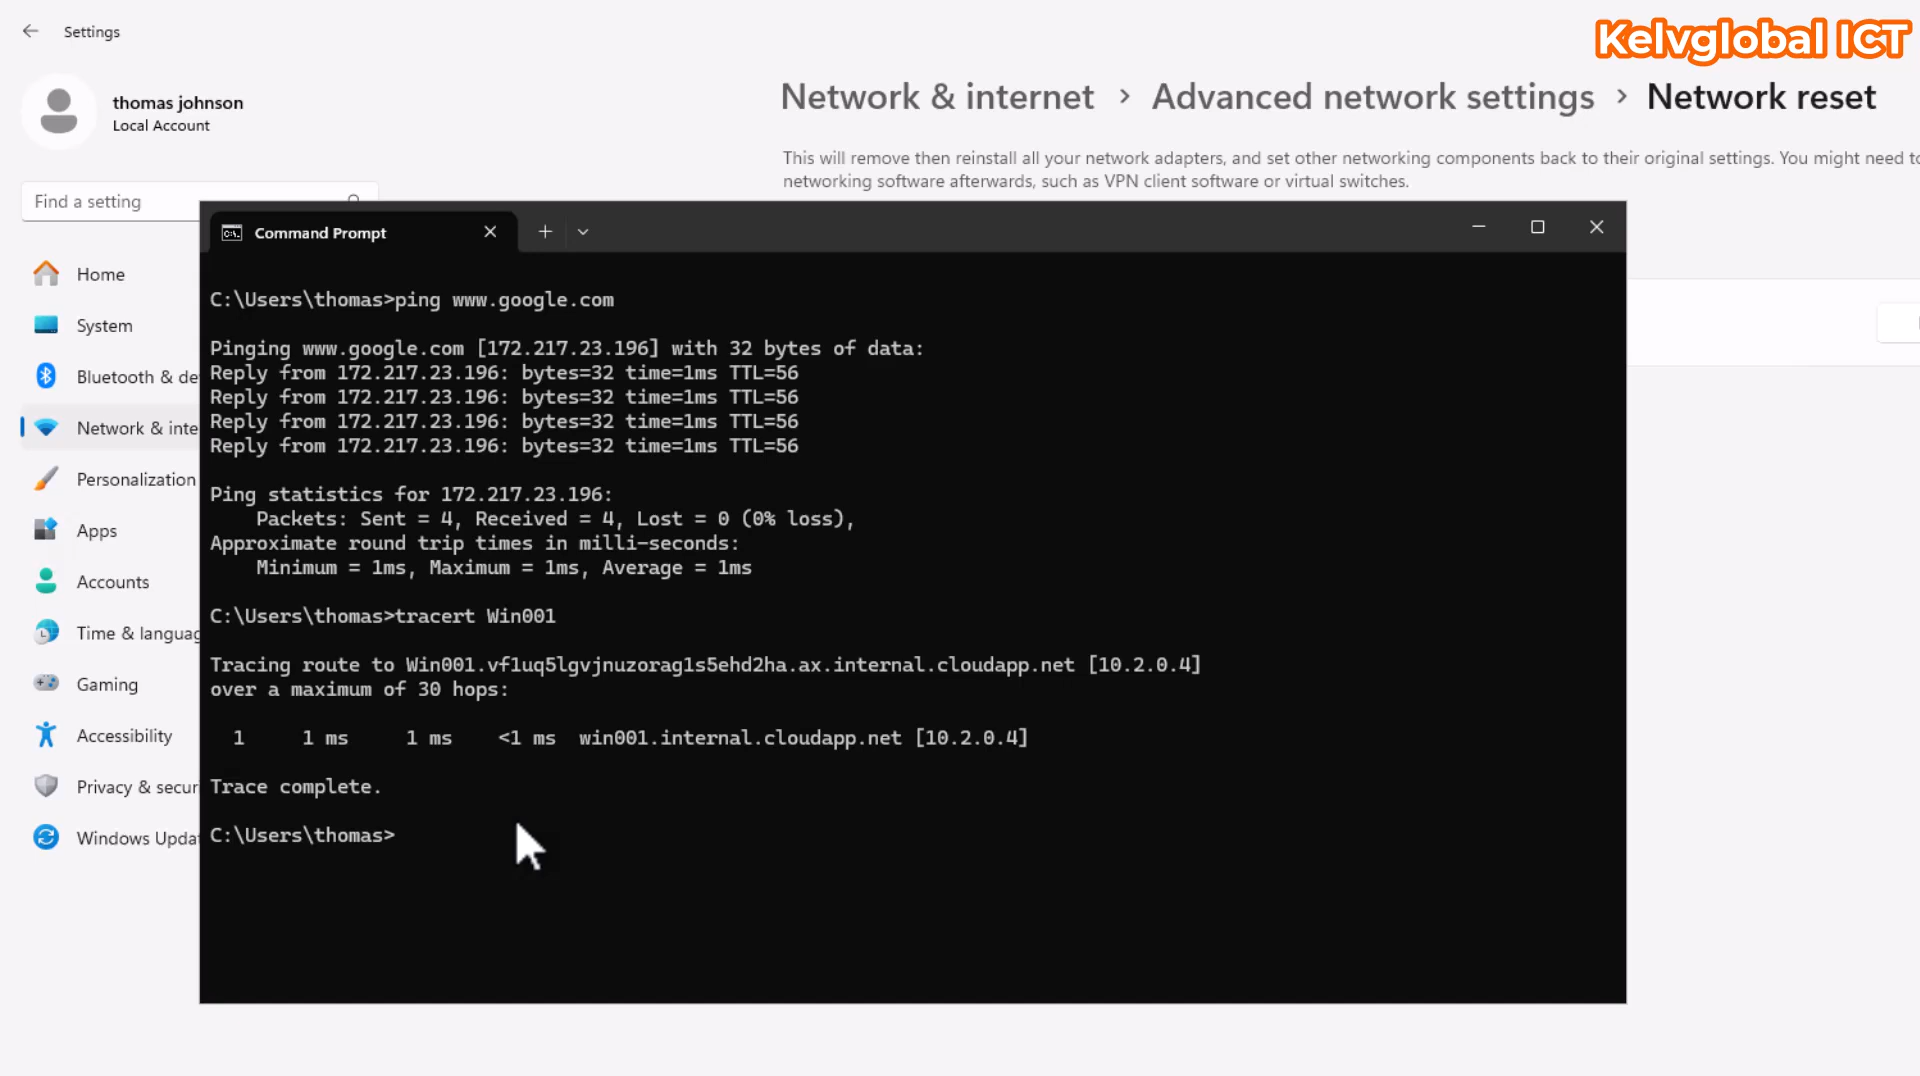 Settings
Kelvglobal ICT
thomas johnson
Local Account
Network & internet > Advanced network settings > Network reset
This will remove then reinstall all your network adapters, and set other networking components back to their original settings. You might need to
networking software afterwards, such as VPN client software or virtual switches.
Find a setting
Home
System
Bluetooth & de
Network & inte
Personalization
Apps
Accounts
Time & languag
Gaming
Accessibility
Privacy & secur
Windows Updat
Command Prompt
C:\Users\thomas>ping www.google.com
Pinging www.google.com [172.217.23.196] with 32 bytes of data:
Reply from 172.217.23.196: bytes=32 time=1ms TTL=56
Reply from 172.217.23.196: bytes=32 time=1ms TTL=56
Reply from 172.217.23.196: bytes=32 time=1ms TTL=56
Reply from 172.217.23.196: bytes=32 time=1ms TTL=56
Ping statistics for 172.217.23.196:
Packets: Sent = 4, Received = 4, Lost = 0 (0% loss),
Approximate round trip times in milli-seconds:
Minimum = 1ms, Maximum = 1ms, Average = 1ms
C:\Users\thomas>tracert Win001
Tracing route to Win001.vf1uq5lgvjnuzorag1s5ehd2ha.ax.internal.cloudapp.net [10.2.0.4]
over a maximum of 30 hops:
1 1 ms 1 ms <1 ms win001.internal.cloudapp.net [10.2.0.4]
Trace complete.
C:\Users\thomas>